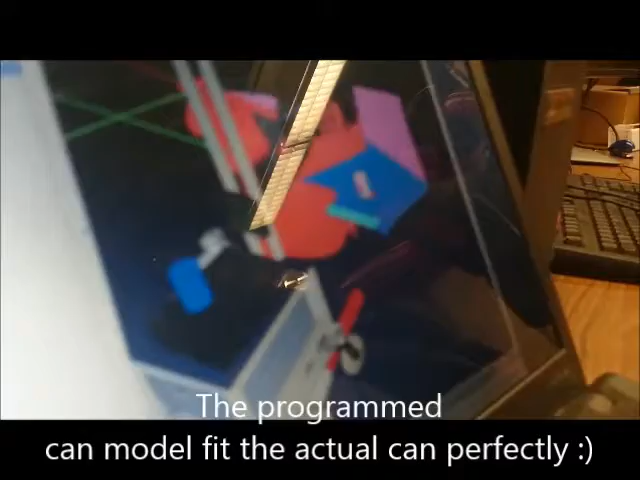 The programmed
can model fit the actual can perfectly :)